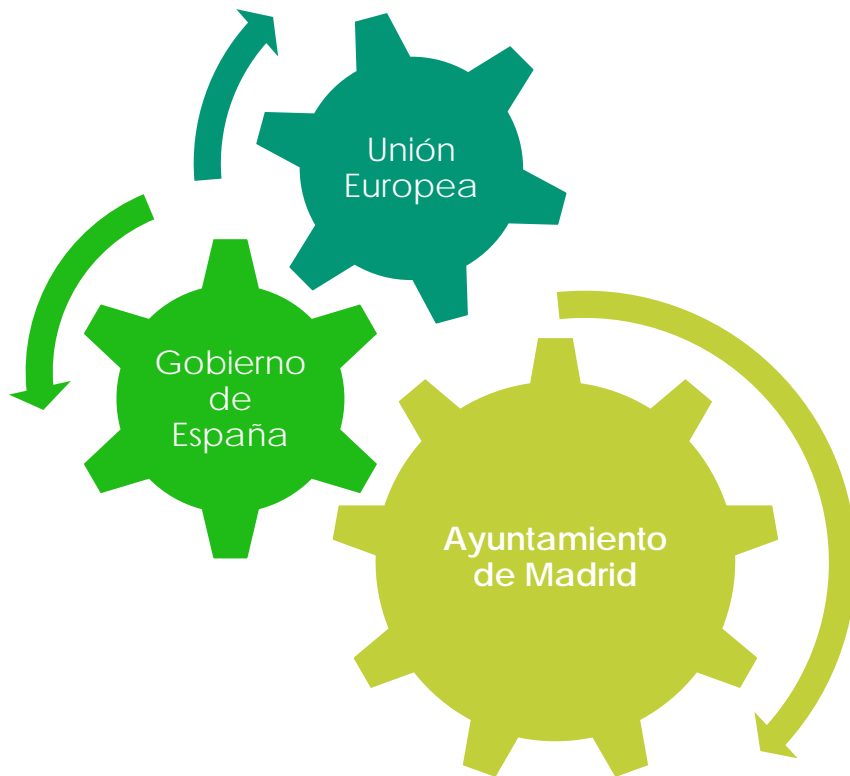 Unión
Europea
Gobierno
de
España
Ayuntamiento
de Madrid